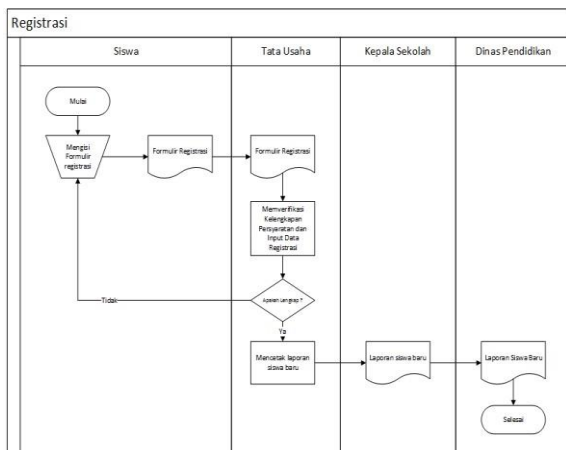 Registrasi
Siswa
Tata Usaha
Kepala Sekolah
Dinas Pendidikan
Mulai
Mengisi
Formulir
registrasi
Formulir Registrasi
Formulir Registrasi
Memverifikasi
Kelengkapan
Persyaratan dan
Input Data
Registrasi
Apakah Lengkap ?
Tidak
Ya
Mencetak laporan
siswa baru
Laporan siswa baru
Laporan Siswa Baru
Selesai